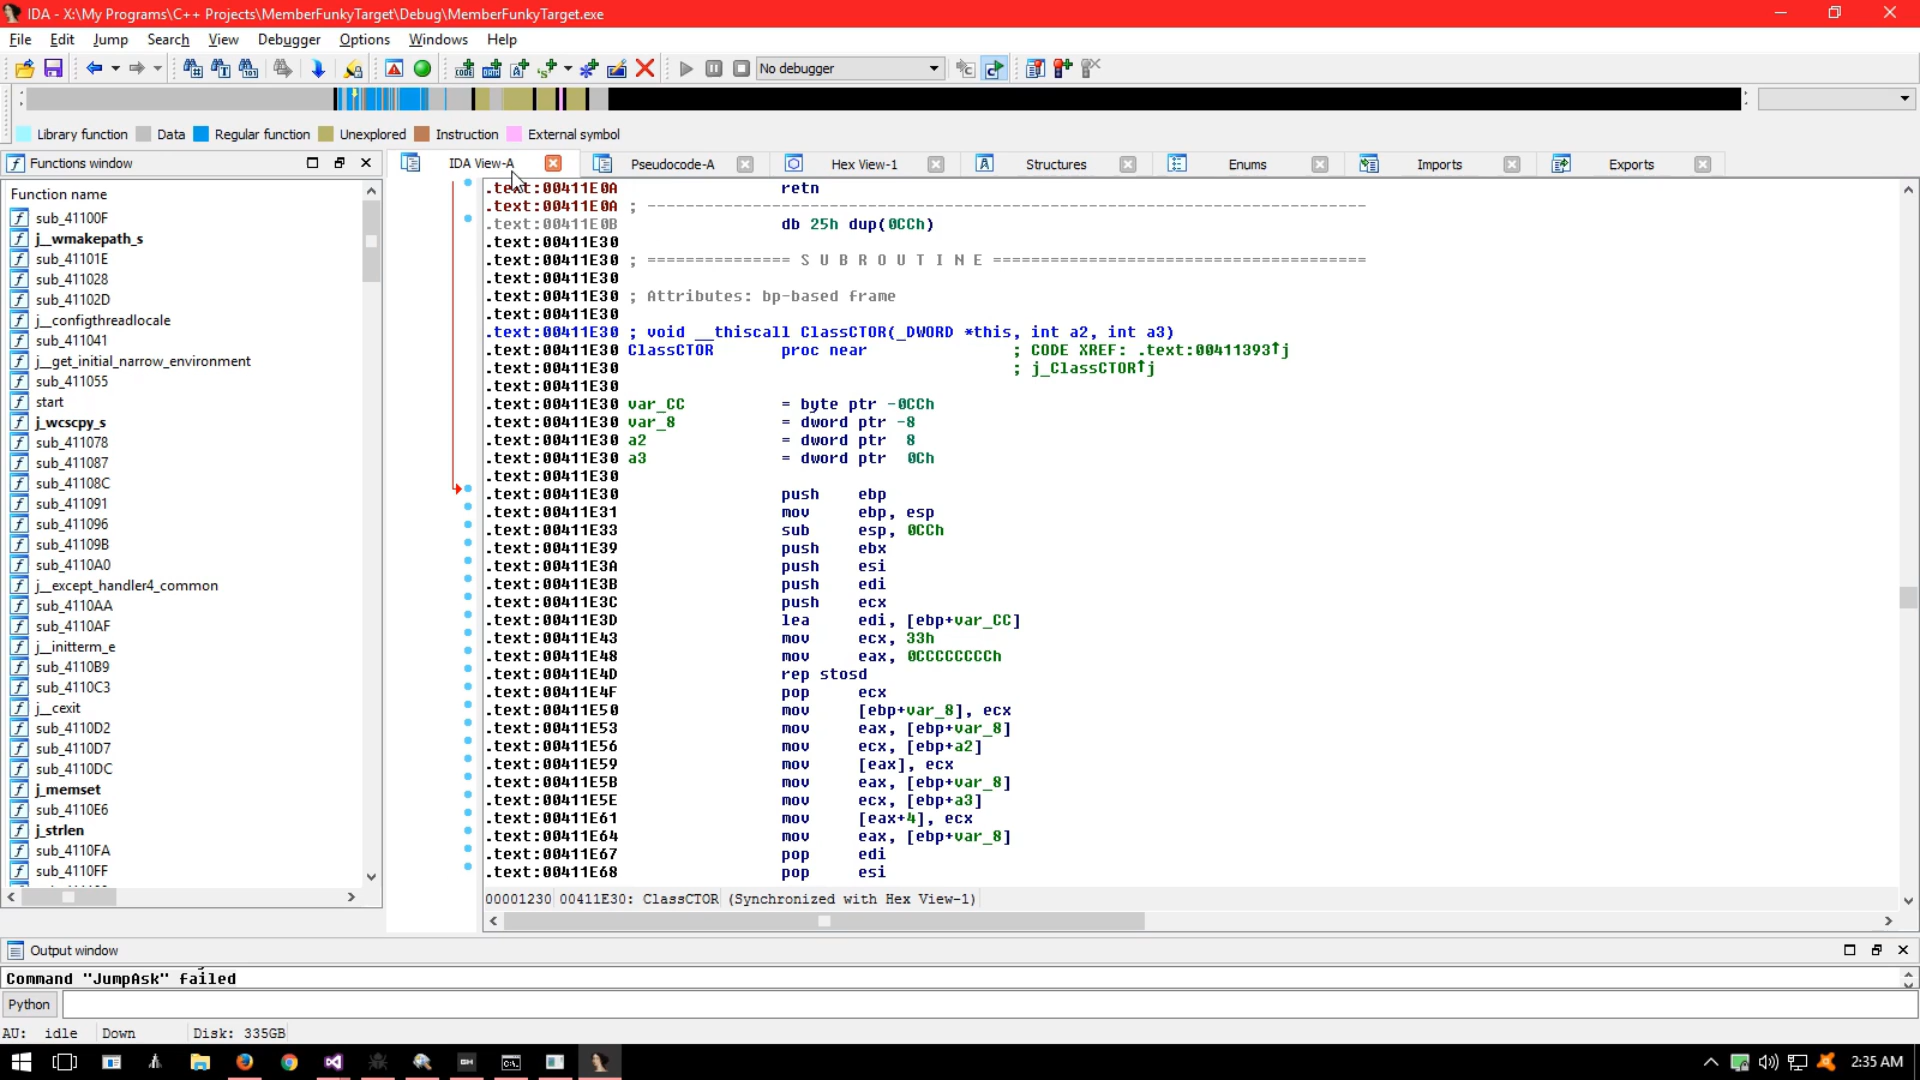 IDA - X:\My Programs\C++ Projects\MemberFunkyTarget\Debug\MemberFunkyTarget.exe
File Edit Jump Search View Debugger Options Windows Help
No debugger
Library function Data Regular function Unexplored Instruction External symbol
Functions window
IDA View-A Pseudocode-A Hex View-1 Structures Enums Imports Exports
Function name
sub_41100F
j__wmakepath_s
sub_41101E
sub_411028
sub_41102D
j__configthreadlocale
sub_411041
j__get_initial_narrow_environment
sub_411055
start
j_wcscpy_s
sub_411078
sub_411087
sub_41108C
sub_411091
sub_411096
sub_41109B
sub_4110A0
j__except_handler4_common
sub_4110AA
sub_4110AF
j__initterm_e
sub_4110B9
sub_4110C3
j__cexit
sub_4110D2
sub_4110D7
sub_4110DC
j_memset
sub_4110E6
j_strlen
sub_4110FA
sub_4110FF
.text:00411E0A retn
.text:00411E0A ; ---------------------------------------------------------------------------
.text:00411E0B db 25h dup(0CCh)
.text:00411E30
.text:00411E30 ; =============== S U B R O U T I N E =======================================
.text:00411E30
.text:00411E30 ; Attributes: bp-based frame
.text:00411E30
.text:00411E30 ; void __thiscall ClassCTOR(_DWORD *this, int a2, int a3)
.text:00411E30 ClassCTOR proc near ; CODE XREF: .text:00411393↑j
.text:00411E30 ; j_ClassCTOR↑j
.text:00411E30
.text:00411E30 var_CC = byte ptr -0CCh
.text:00411E30 var_8 = dword ptr -8
.text:00411E30 a2 = dword ptr 8
.text:00411E30 a3 = dword ptr 0Ch
.text:00411E30
.text:00411E30 push ebp
.text:00411E31 mov ebp, esp
.text:00411E33 sub esp, 0CCh
.text:00411E39 push ebx
.text:00411E3A push esi
.text:00411E3B push edi
.text:00411E3C push ecx
.text:00411E3D lea edi, [ebp+var_CC]
.text:00411E43 mov ecx, 33h
.text:00411E48 mov eax, 0CCCCCCCCh
.text:00411E4D rep stosd
.text:00411E4F pop ecx
.text:00411E50 mov [ebp+var_8], ecx
.text:00411E53 mov eax, [ebp+var_8]
.text:00411E56 mov ecx, [ebp+a2]
.text:00411E59 mov [eax], ecx
.text:00411E5B mov eax, [ebp+var_8]
.text:00411E5E mov ecx, [ebp+a3]
.text:00411E61 mov [eax+4], ecx
.text:00411E64 mov eax, [ebp+var_8]
.text:00411E67 pop edi
.text:00411E68 pop esi
00001230 00411E30: ClassCTOR (Synchronized with Hex View-1)
Output window
Command "JumpAsk" failed
Python
AU: idle Down Disk: 335GB
2:35 AM